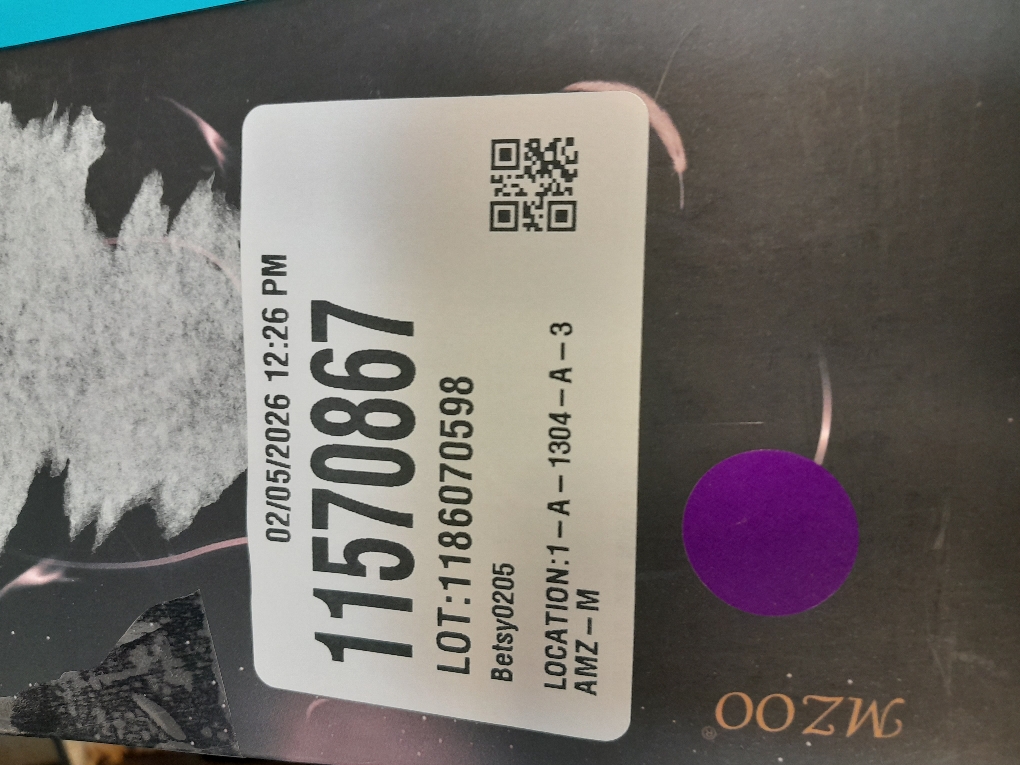 02/05/2026 12:26 PM
11570867
LOT:1186070598
Betsy0205
LOCATION:1-A-1304-A-3
AMZ-M
MZOO®